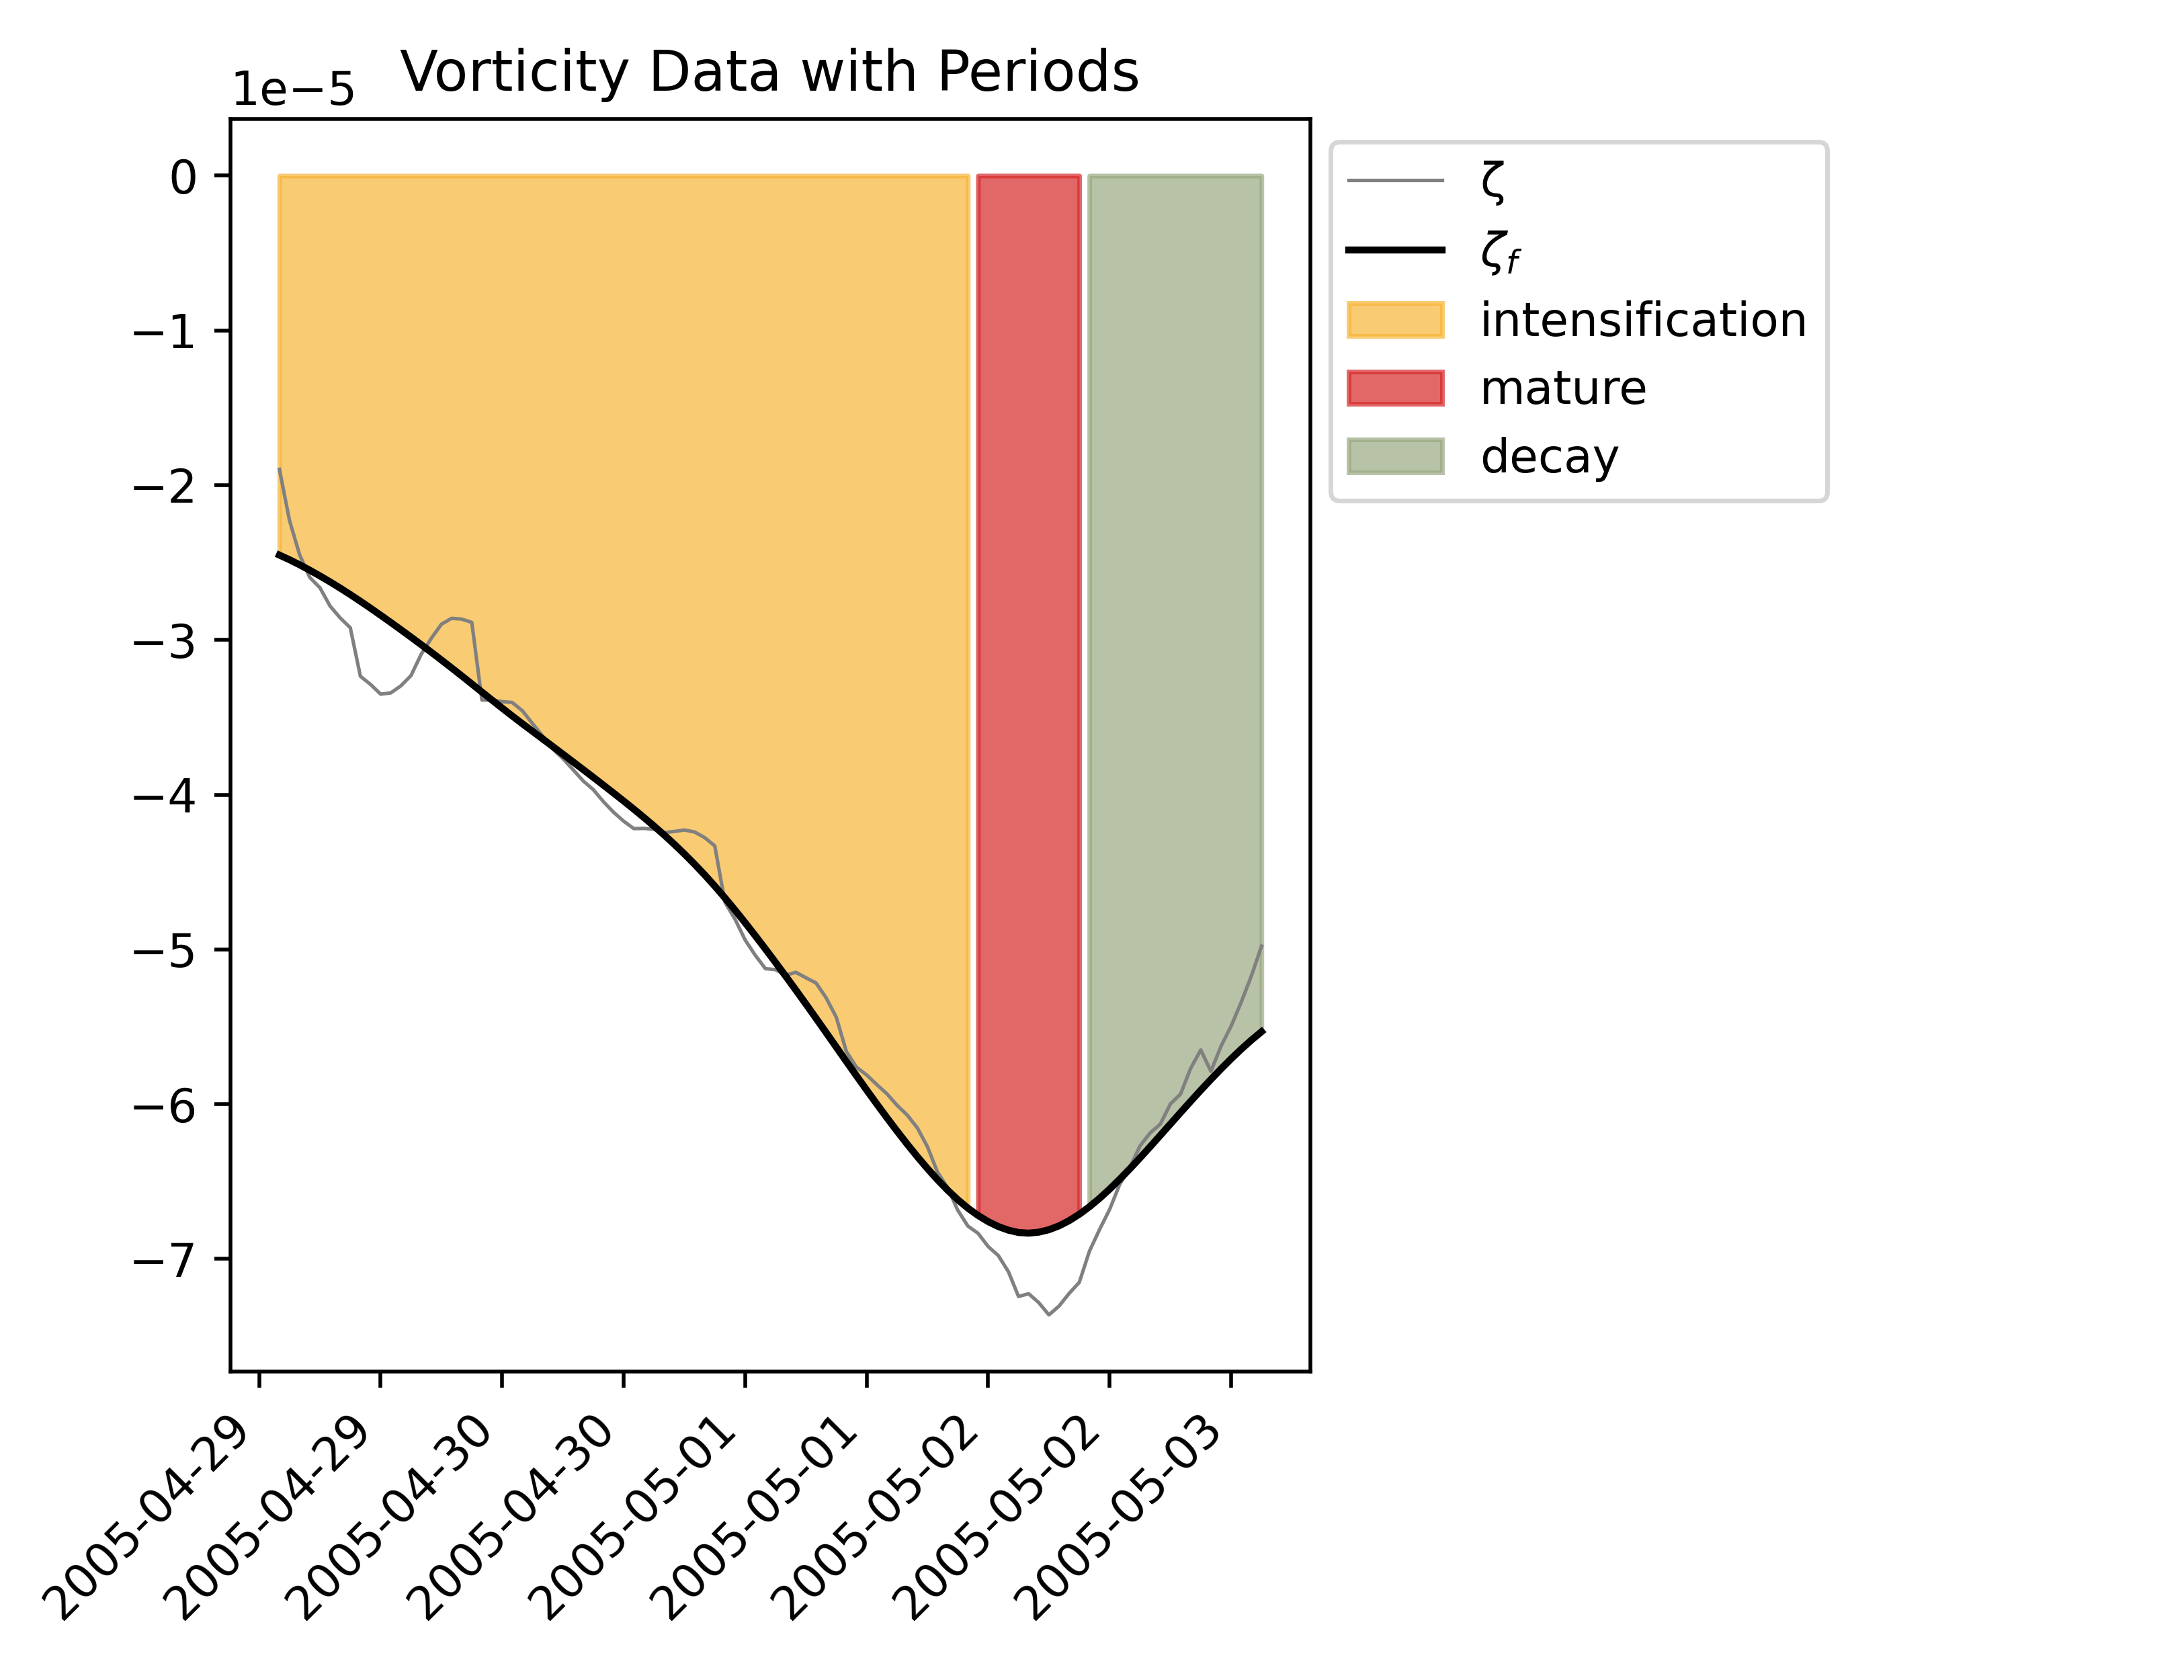 Vorticity Data with Periods
1e−5
0
−1
−2
−3
−4
−5
−6
−7
2005-04-29
2005-04-29
2005-04-30
2005-04-30
2005-05-01
2005-05-01
2005-05-02
2005-05-02
2005-05-03
ζ
ζf
intensification
mature
decay